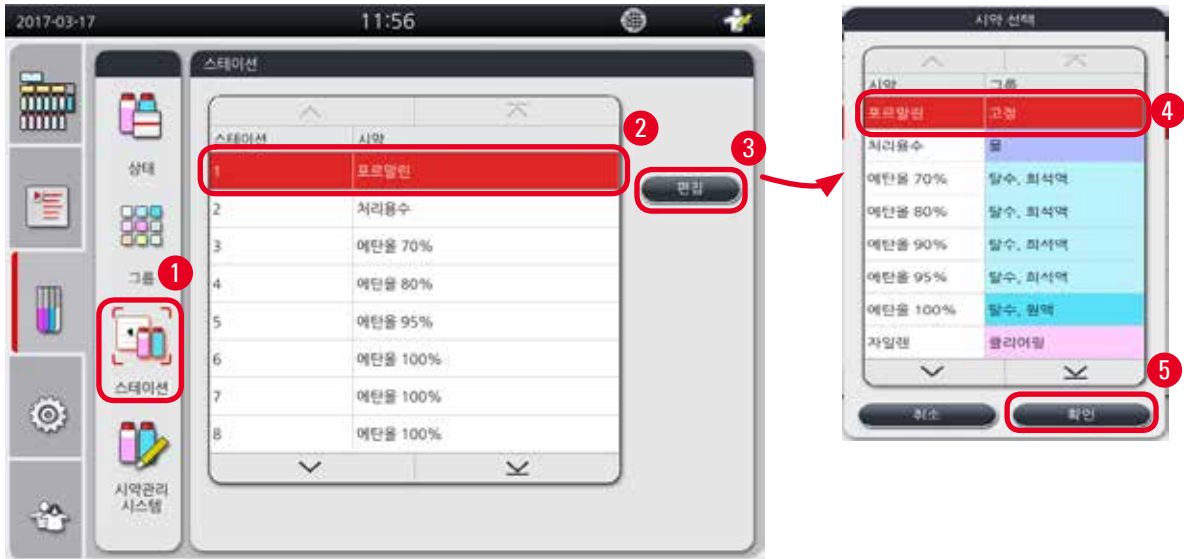 2017-03-17
11:56
상태
그룹
1
스테이션
시약관리
시스템
스테이션
스테이션 시약
2
1 포르말린
3
편집
2 처리용수
3 에탄올 70%
4 에탄올 80%
5 에탄올 95%
6 에탄올 100%
7 에탄올 100%
8 에탄올 100%
시약 선택
시약 그룹
포르말린 고정
4
처리용수 물
에탄올 70% 탈수, 희석액
에탄올 80% 탈수, 희석액
에탄올 90% 탈수, 희석액
에탄올 95% 탈수, 희석액
에탄올 100% 탈수, 원액
자일렌 클리어링
5
취소 확인